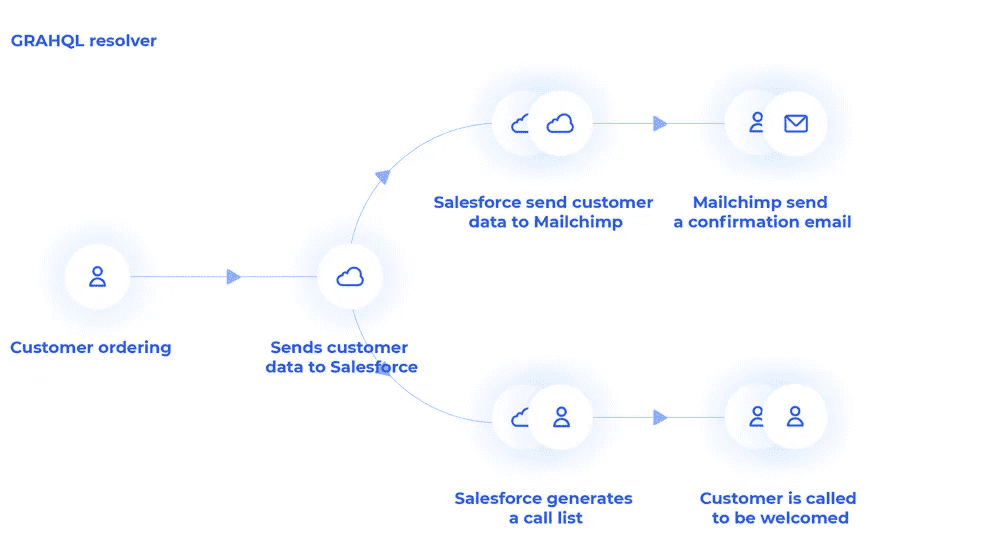 GRAHQL resolver
Salesforce send customer
data to Mailchimp
Mailchimp send
a confirmation email
Customer ordering
Sends customer
data to Salesforce
Salesforce generates
a call list
Customer is called
to be welcomed